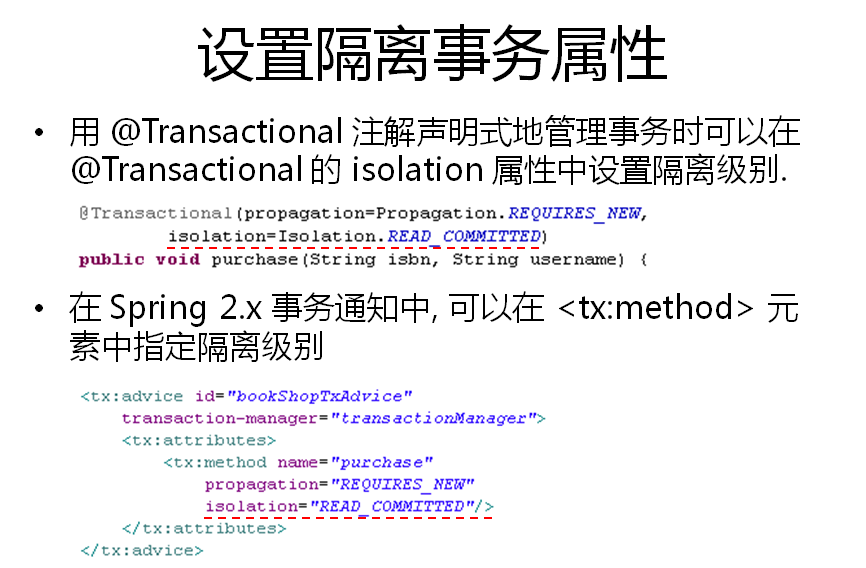 设置隔离事务属性
• 用 @Transactional 注解声明式地管理事务时可以在
@Transactional 的 isolation 属性中设置隔离级别.
@Transactional(propagation=Propagation.REQUIRES_NEW,
isolation=Isolation.READ_COMMITTED)
public void purchase(String isbn, String username) {
• 在 Spring 2.x 事务通知中, 可以在 <tx:method> 元
素中指定隔离级别
<tx:advice id="bookShopTxAdvice"
transaction-manager="transactionManager">
<tx:attributes>
<tx:method name="purchase"
propagation="REQUIRES_NEW"
isolation="READ_COMMITTED"/>
</tx:attributes>
</tx:advice>